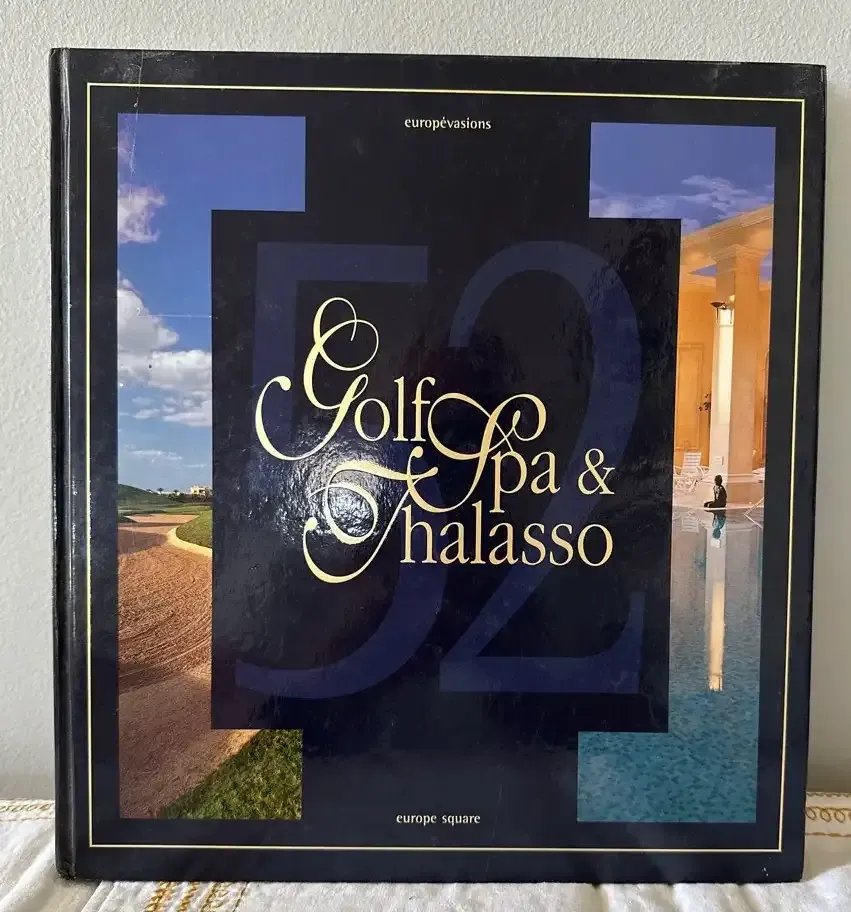 europévasions
52
Golf Spa &
Thalasso
europe square